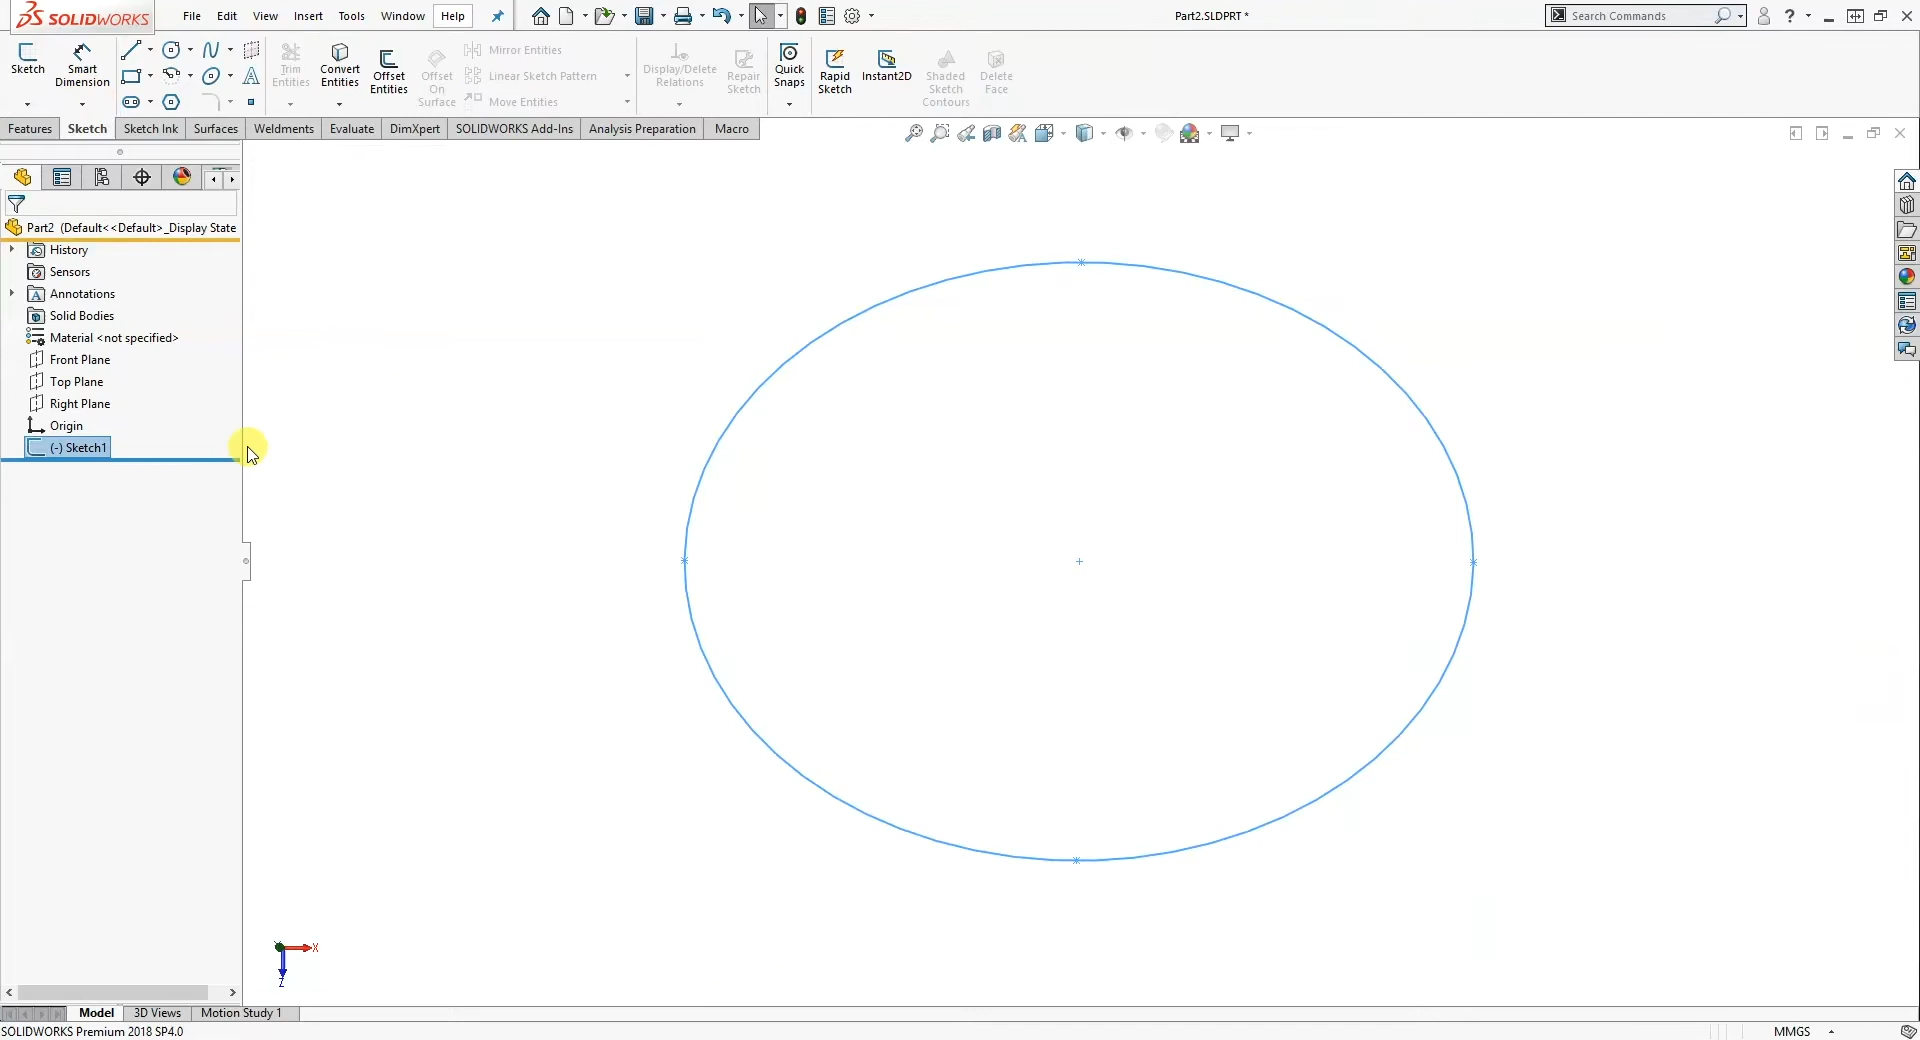 SOLIDWORKS File Edit View Insert Tools Window Help Part2.SLDPRT * Search Commands ?
Sketch Smart Dimension Trim Entities Convert Entities Offset Entities Offset On Surface Mirror Entities Linear Sketch Pattern Move Entities Display/Delete Relations Repair Sketch Quick Snaps Rapid Sketch Instant2D Shaded Sketch Contours Delete Face
Features Sketch Sketch Ink Surfaces Weldments Evaluate DimXpert SOLIDWORKS Add-Ins Analysis Preparation Macro
Part2 (Default<<Default>_Display State
History
Sensors
Annotations
Solid Bodies
Material <not specified>
Front Plane
Top Plane
Right Plane
Origin
(-) Sketch1
X
Z
Model 3D Views Motion Study 1
SOLIDWORKS Premium 2018 SP4.0 MMGS